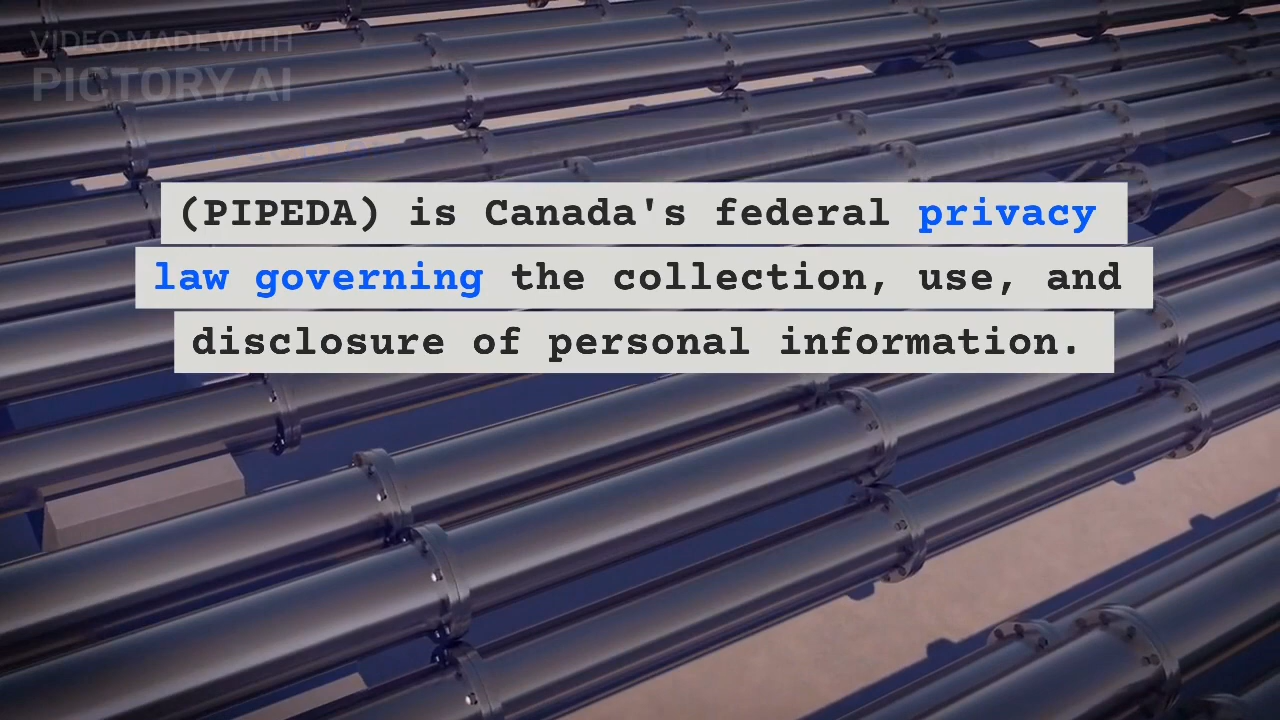 VIDEO MADE WITH
PICTORY.AI
(PIPEDA) is Canada's federal privacy
law governing the collection, use, and
disclosure of personal information.